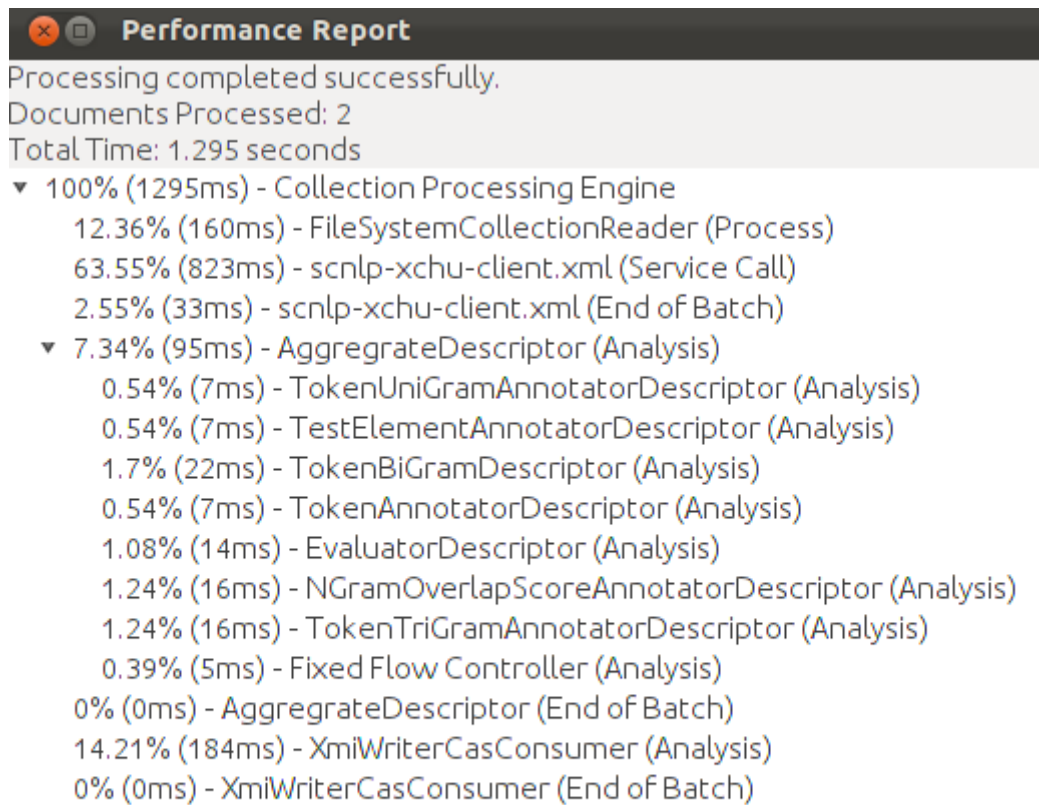 Performance Report
Processing completed successfully.
Documents Processed: 2
Total Time: 1.295 seconds
100% (1295ms) - Collection Processing Engine
12.36% (160ms) - FileSystemCollectionReader (Process)
63.55% (823ms) - scnlp-xchu-client.xml (Service Call)
2.55% (33ms) - scnlp-xchu-client.xml (End of Batch)
7.34% (95ms) - AggregrateDescriptor (Analysis)
0.54% (7ms) - TokenUniGramAnnotatorDescriptor (Analysis)
0.54% (7ms) - TestElementAnnotatorDescriptor (Analysis)
1.7% (22ms) - TokenBiGramDescriptor (Analysis)
0.54% (7ms) - TokenAnnotatorDescriptor (Analysis)
1.08% (14ms) - EvaluatorDescriptor (Analysis)
1.24% (16ms) - NGramOverlapScoreAnnotatorDescriptor (Analysis)
1.24% (16ms) - TokenTriGramAnnotatorDescriptor (Analysis)
0.39% (5ms) - Fixed Flow Controller (Analysis)
0% (0ms) - AggregrateDescriptor (End of Batch)
14.21% (184ms) - XmiWriterCasConsumer (Analysis)
0% (0ms) - XmiWriterCasConsumer (End of Batch)